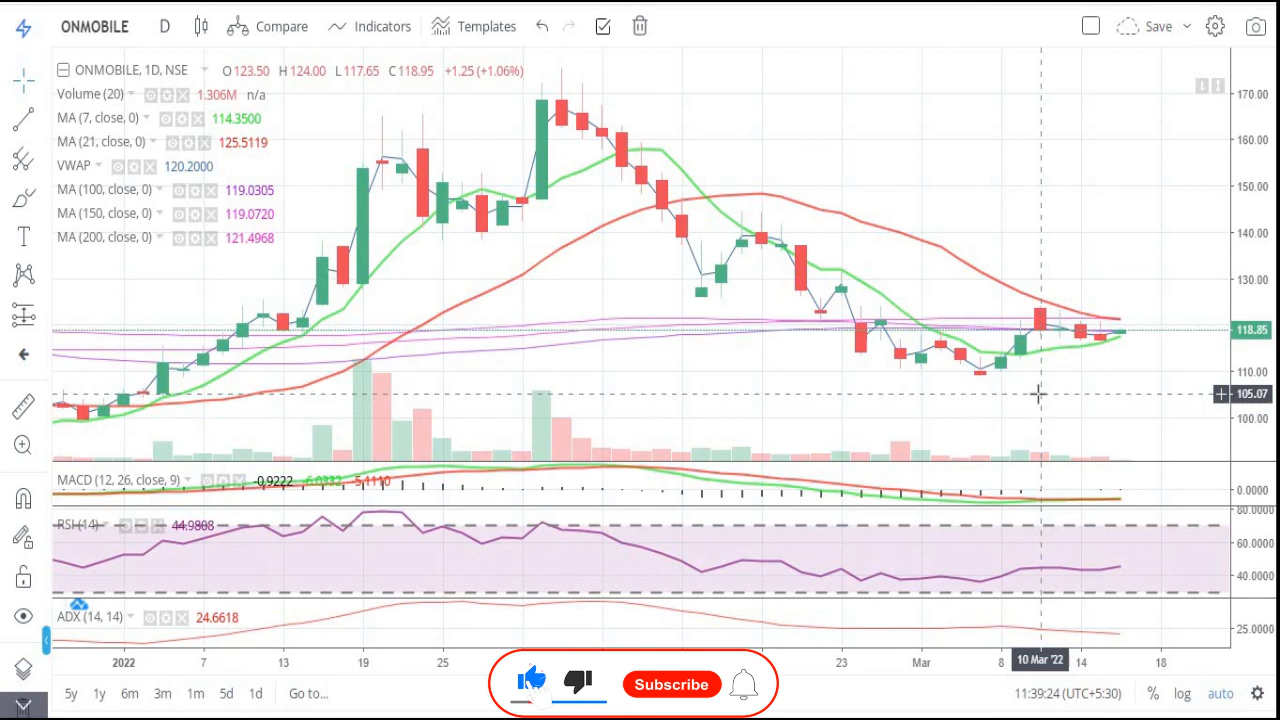 ONMOBILE D Compare Indicators Templates Save
ONMOBILE, 1D, NSE O123.50 H124.00 L117.65 C118.95 +1.25 (+1.06%)
Volume (20) 1.306M n/a
MA (7, close, 0) 114.3500
MA (21, close, 0) 125.5119
VWAP 120.2000
MA (100, close, 0) 119.0305
MA (150, close, 0) 119.0720
MA (200, close, 0) 121.4968
170.00
160.00
150.00
140.00
130.00
118.85
110.00
105.07
100.00
MACD (12, 26, close, 9) -0.9222 -6.0332 -5.1110
0.0000
80.0000
RSI (14) 44.9808
60.0000
40.0000
ADX (14, 14) 24.6618
25.0000
2022 7 13 19 25 23 Mar 8 10 Mar '22 14 18
5y 1y 6m 3m 1m 5d 1d Go to... Subscribe 11:39:24 (UTC+5:30) % log auto